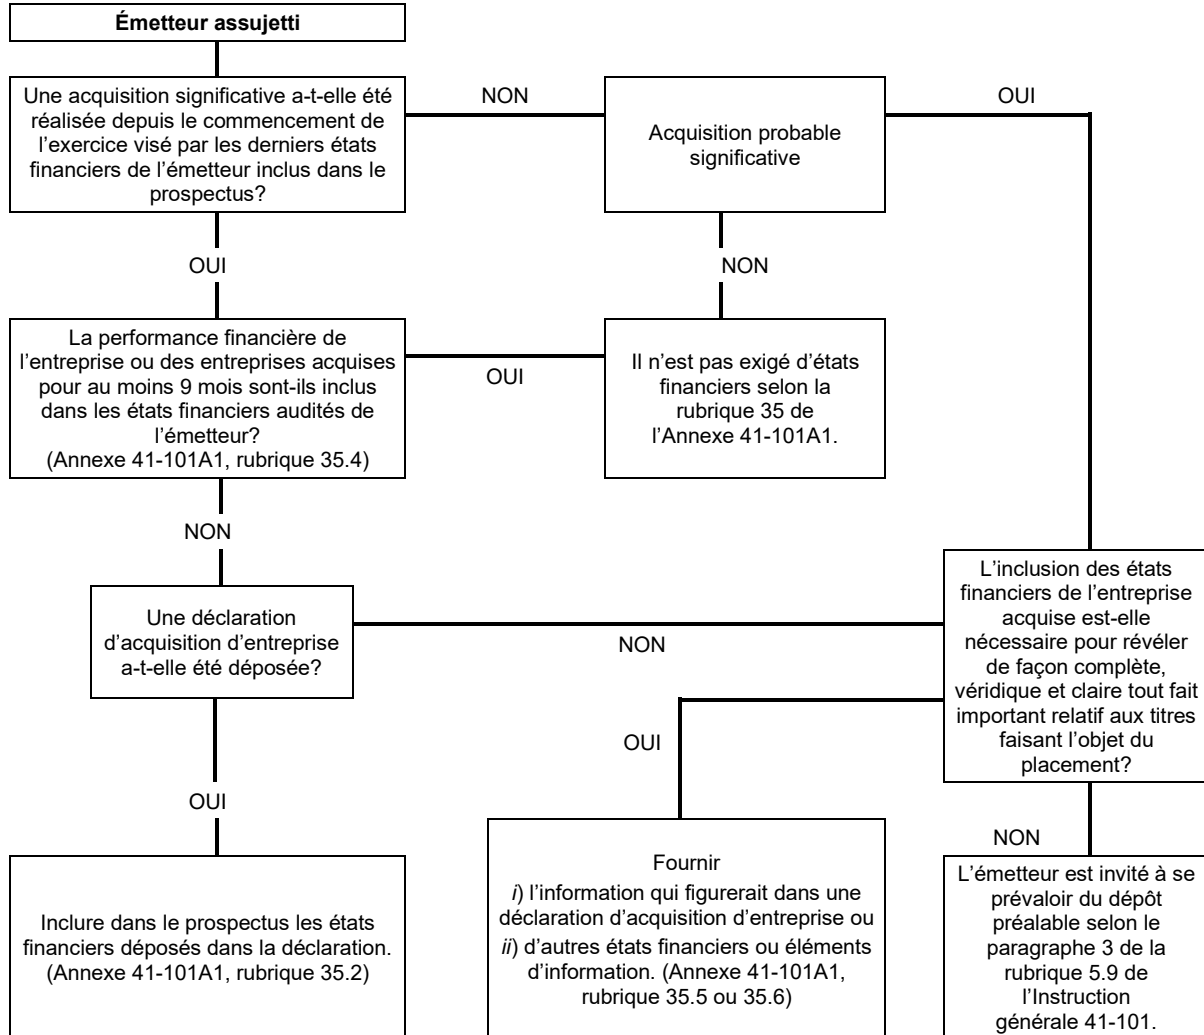 Émetteur assujetti
Une acquisition significative a-t-elle été
réalisée depuis le commencement de
l’exercice visé par les derniers états
financiers de l’émetteur inclus dans le
prospectus?
NON
Acquisition probable
significative
OUI
OUI
NON
La performance financière de
l’entreprise ou des entreprises acquises
pour au moins 9 mois sont-ils inclus
dans les états financiers audités de
l’émetteur?
(Annexe 41-101A1, rubrique 35.4)
OUI
Il n’est pas exigé d’états
financiers selon la
rubrique 35 de
l’Annexe 41-101A1.
NON
Une déclaration
d’acquisition d’entreprise
a-t-elle été déposée?
NON
L’inclusion des états
financiers de l’entreprise
acquise est-elle
nécessaire pour révéler
de façon complète,
véridique et claire tout fait
important relatif aux titres
faisant l’objet du
placement?
OUI
OUI
NON
Inclure dans le prospectus les états
financiers déposés dans la déclaration.
(Annexe 41-101A1, rubrique 35.2)
Fournir
i) l’information qui figurerait dans une
déclaration d’acquisition d’entreprise ou
ii) d’autres états financiers ou éléments
d’information. (Annexe 41-101A1,
rubrique 35.5 ou 35.6)
L’émetteur est invité à se
prévaloir du dépôt
préalable selon le
paragraphe 3 de la
rubrique 5.9 de
l’Instruction
générale 41-101.